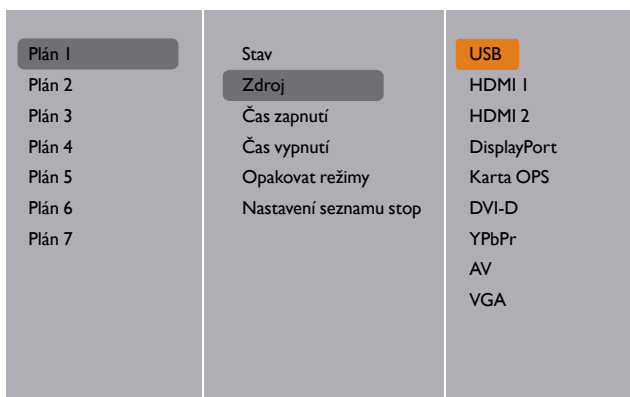 Plán 1
Plán 2
Plán 3
Plán 4
Plán 5
Plán 6
Plán 7
Stav
Zdroj
Čas zapnutí
Čas vypnutí
Opakovat režimy
Nastavení seznamu stop
USB
HDMI 1
HDMI 2
DisplayPort
Karta OPS
DVI-D
YPbPr
AV
VGA